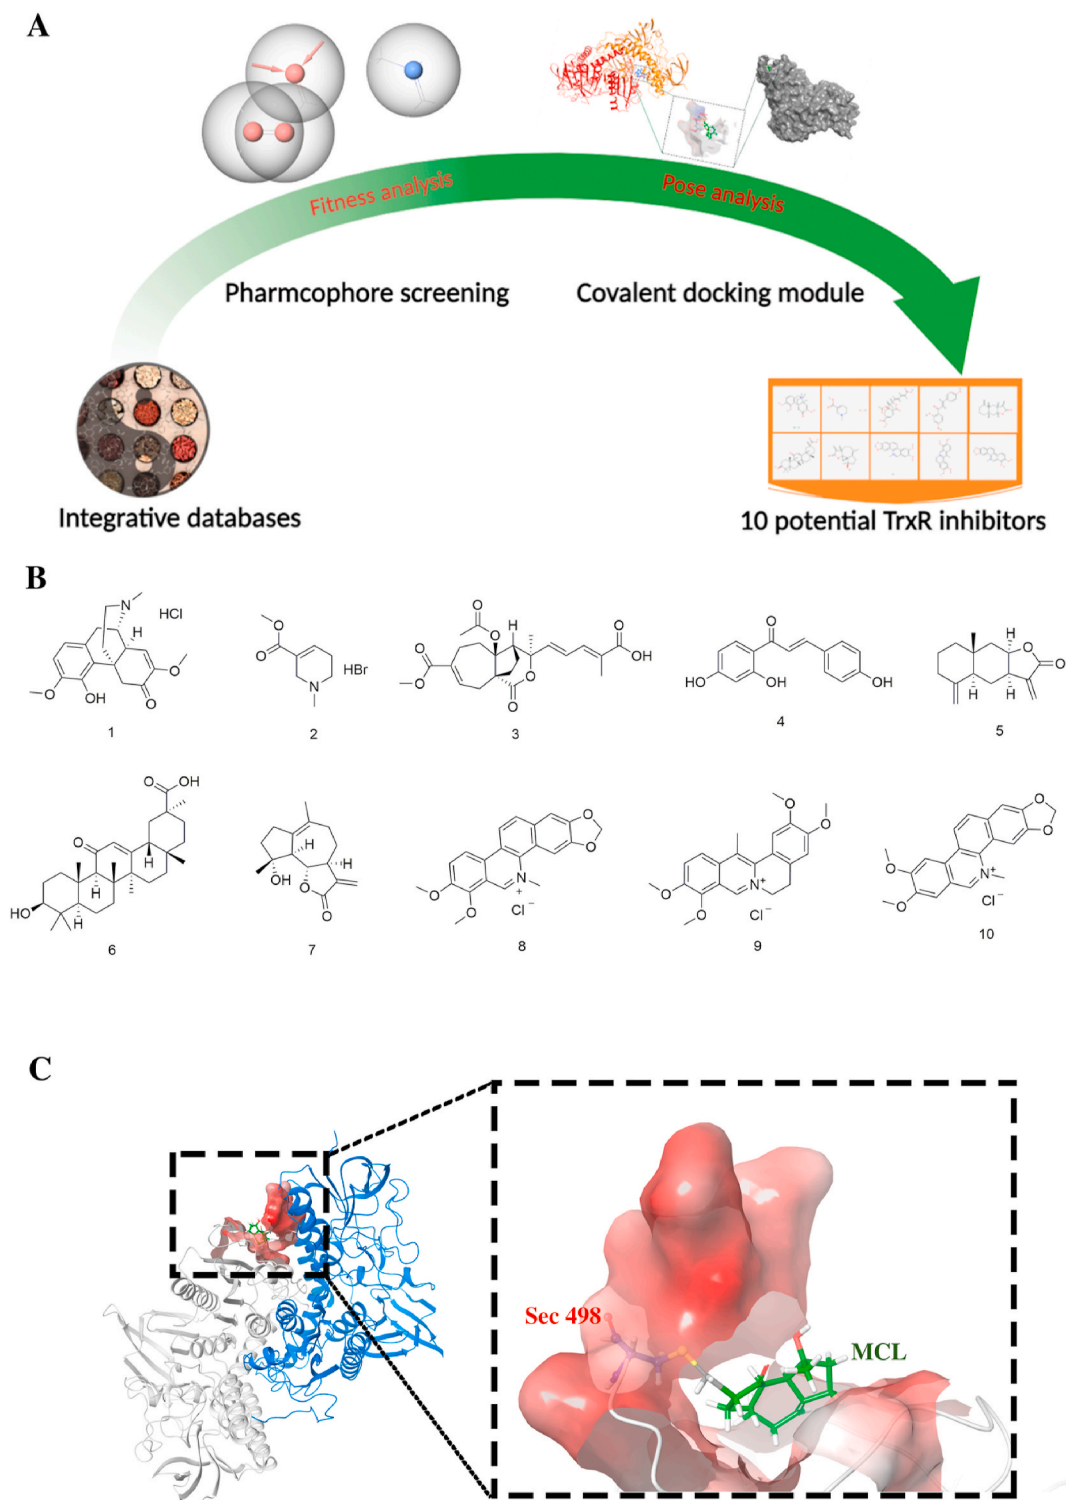 A
Fitness analysis
Pose analysis
Pharmcophore screening
Covalent docking module
Integrative databases
10 potential TrxR inhibitors
B
N
HCl
H
O
O
OH
O
1
O
O
N
HBr
2
O
O
H
O
O
OH
O
O
O
3
O
HO
OH
OH
4
H
O
O
H
H
5
O
OH
O
H
H
HO
H
6
H
H
OH
O
O
7
O
O
N
+
O
O
Cl⁻
8
O
O
O
N⁺
O
Cl⁻
9
O
O
O
N⁺
O
Cl⁻
10
C
Sec 498
MCL